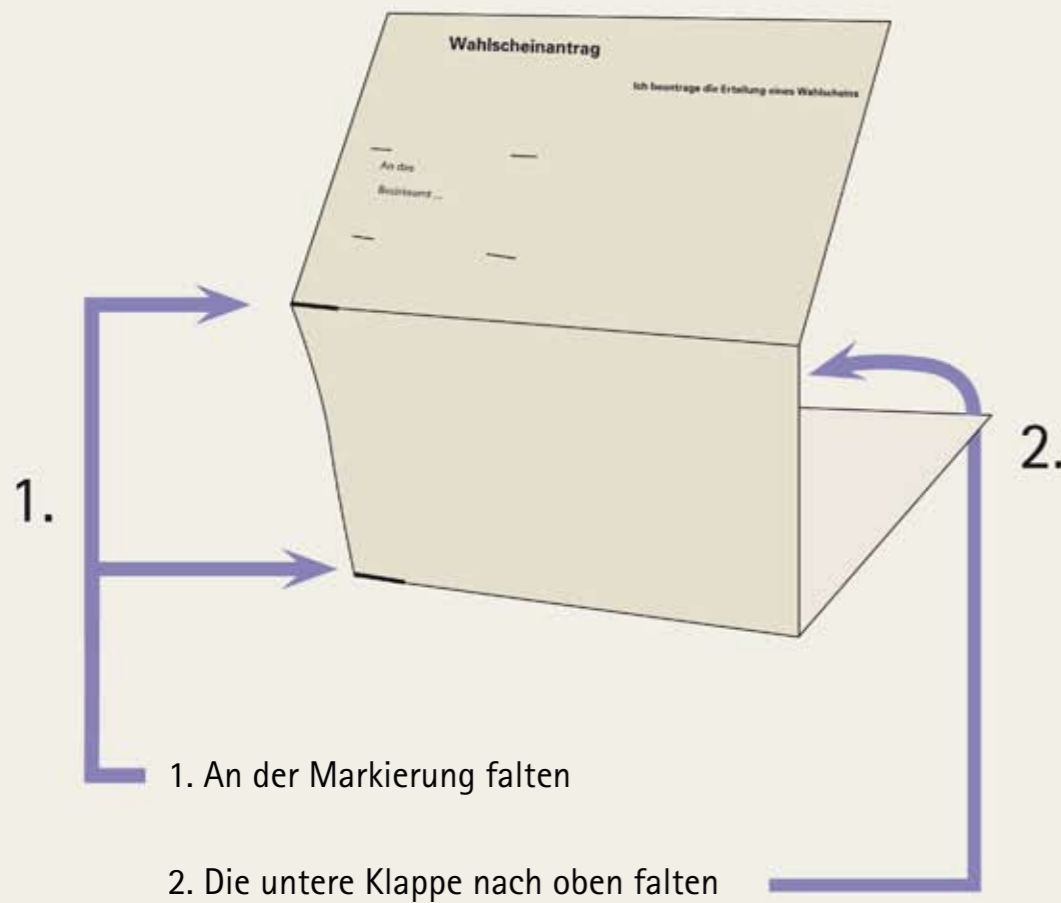 Wahlscheinantrag
Ich beantrage die Erteilung eines Wahlscheins
An das
Bezirksamt ...
1.
2.
1. An der Markierung falten
2. Die untere Klappe nach oben falten